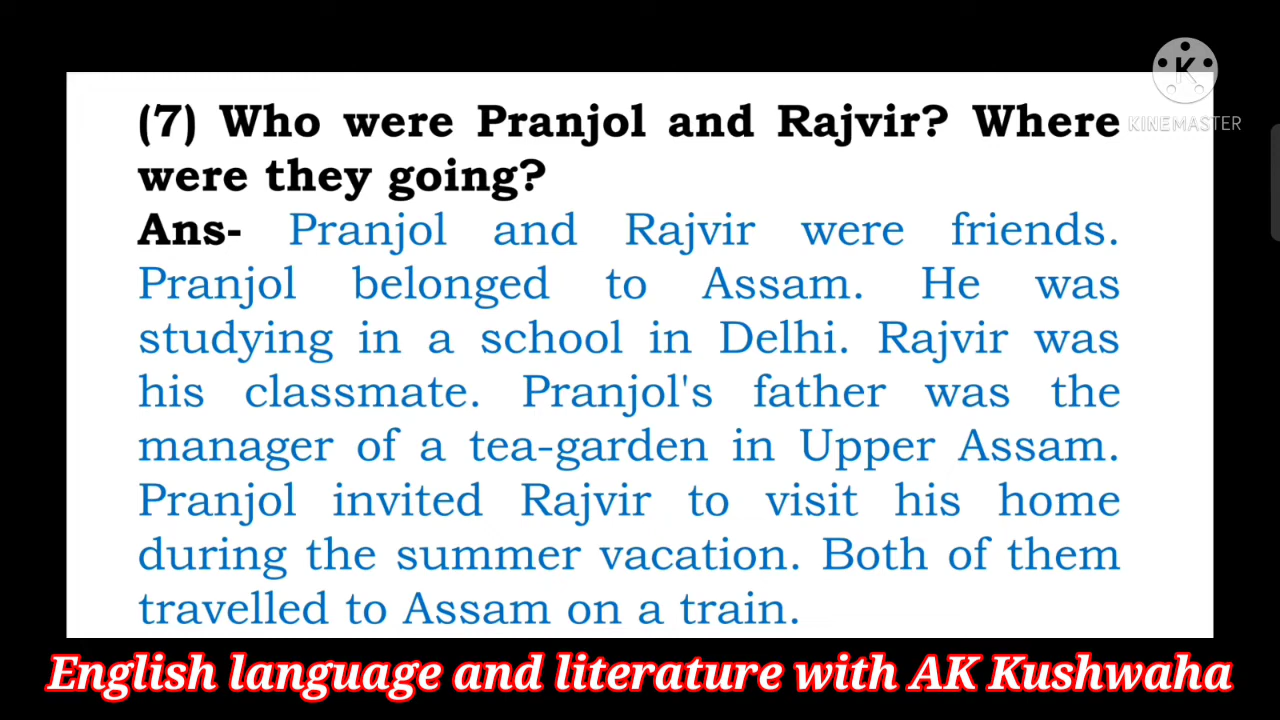 K
KINEMASTER
(7) Who were Pranjol and Rajvir? Where
were they going?
Ans- Pranjol and Rajvir were friends.
Pranjol belonged to Assam. He was
studying in a school in Delhi. Rajvir was
his classmate. Pranjol's father was the
manager of a tea-garden in Upper Assam.
Pranjol invited Rajvir to visit his home
during the summer vacation. Both of them
travelled to Assam on a train.
English language and literature with AK Kushwaha